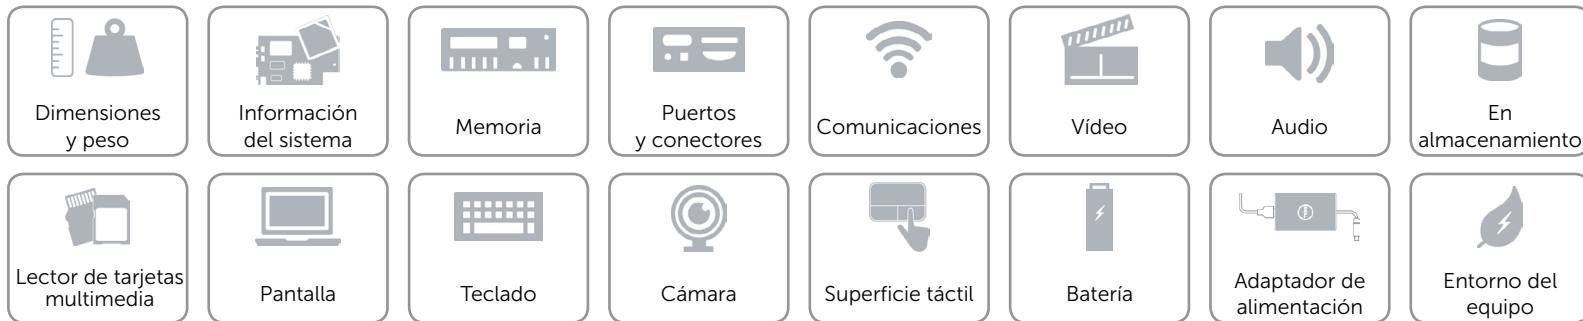 Dimensiones
y peso
Información
del sistema
Memoria
Puertos
y conectores
Comunicaciones
Vídeo
Audio
En
almacenamiento
Lector de tarjetas
multimedia
Pantalla
Teclado
Cámara
Superficie táctil
Batería
Adaptador de
alimentación
Entorno del
equipo